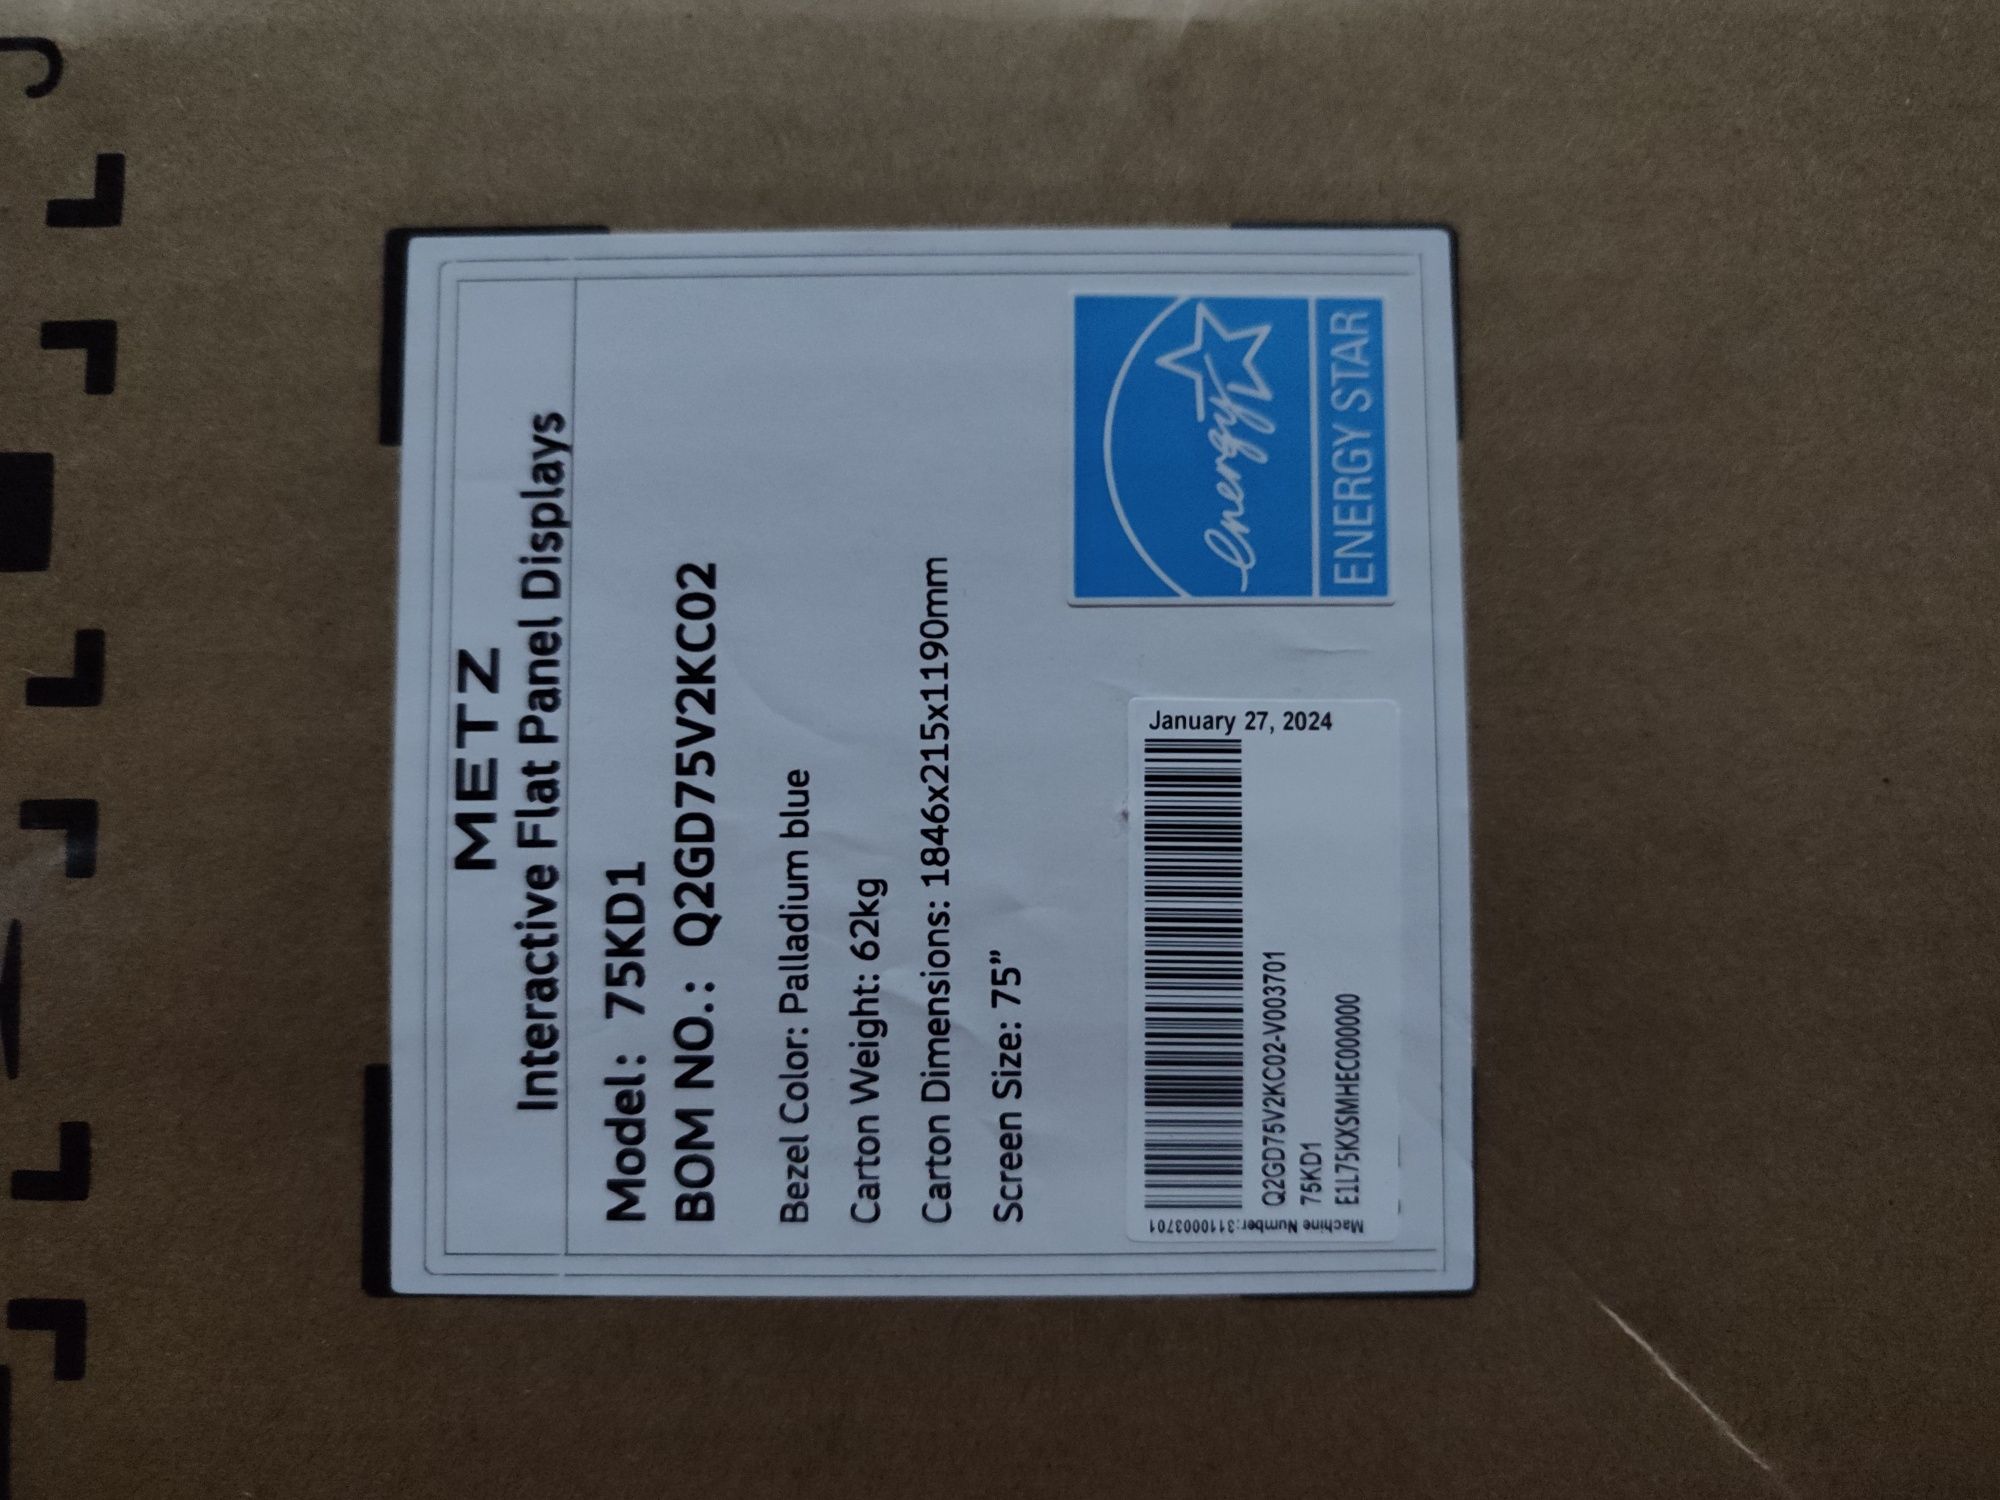 METZ
Interactive Flat Panel Displays
Model: 75KD1
BOM NO.: Q2GD75V2KC02
Bezel Color: Palladium blue
Carton Weight: 62kg
Carton Dimensions: 1846x215x1190mm
Screen Size: 75”
January 27, 2024
Q2GD75V2KC02-V003701
75KD1
E1L75KXSMHEC000000
Machine Number:3110003701
energy
ENERGY STAR